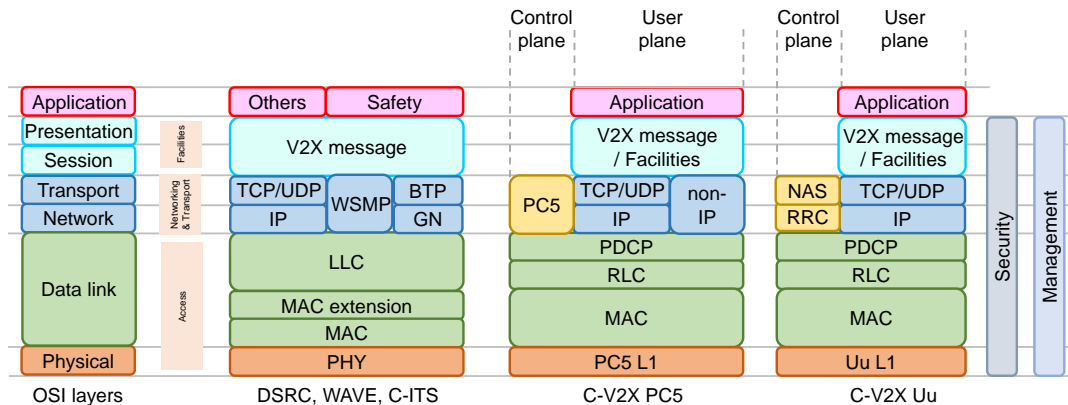 Control plane
User plane
Control plane
User plane
Application
Others
Safety
Application
Application
Presentation
Facilities
V2X message
V2X message / Facilities
V2X message / Facilities
Session
Transport
Networking & Transport
TCP/UDP
WSMP
BTP
PC5
TCP/UDP
non-IP
NAS
TCP/UDP
Network
IP
GN
IP
RRC
IP
Data link
Access
LLC
PDCP
PDCP
RLC
RLC
MAC extension
MAC
MAC
MAC
Physical
PHY
PC5 L1
Uu L1
Security
Management
OSI layers
DSRC, WAVE, C-ITS
C-V2X PC5
C-V2X Uu